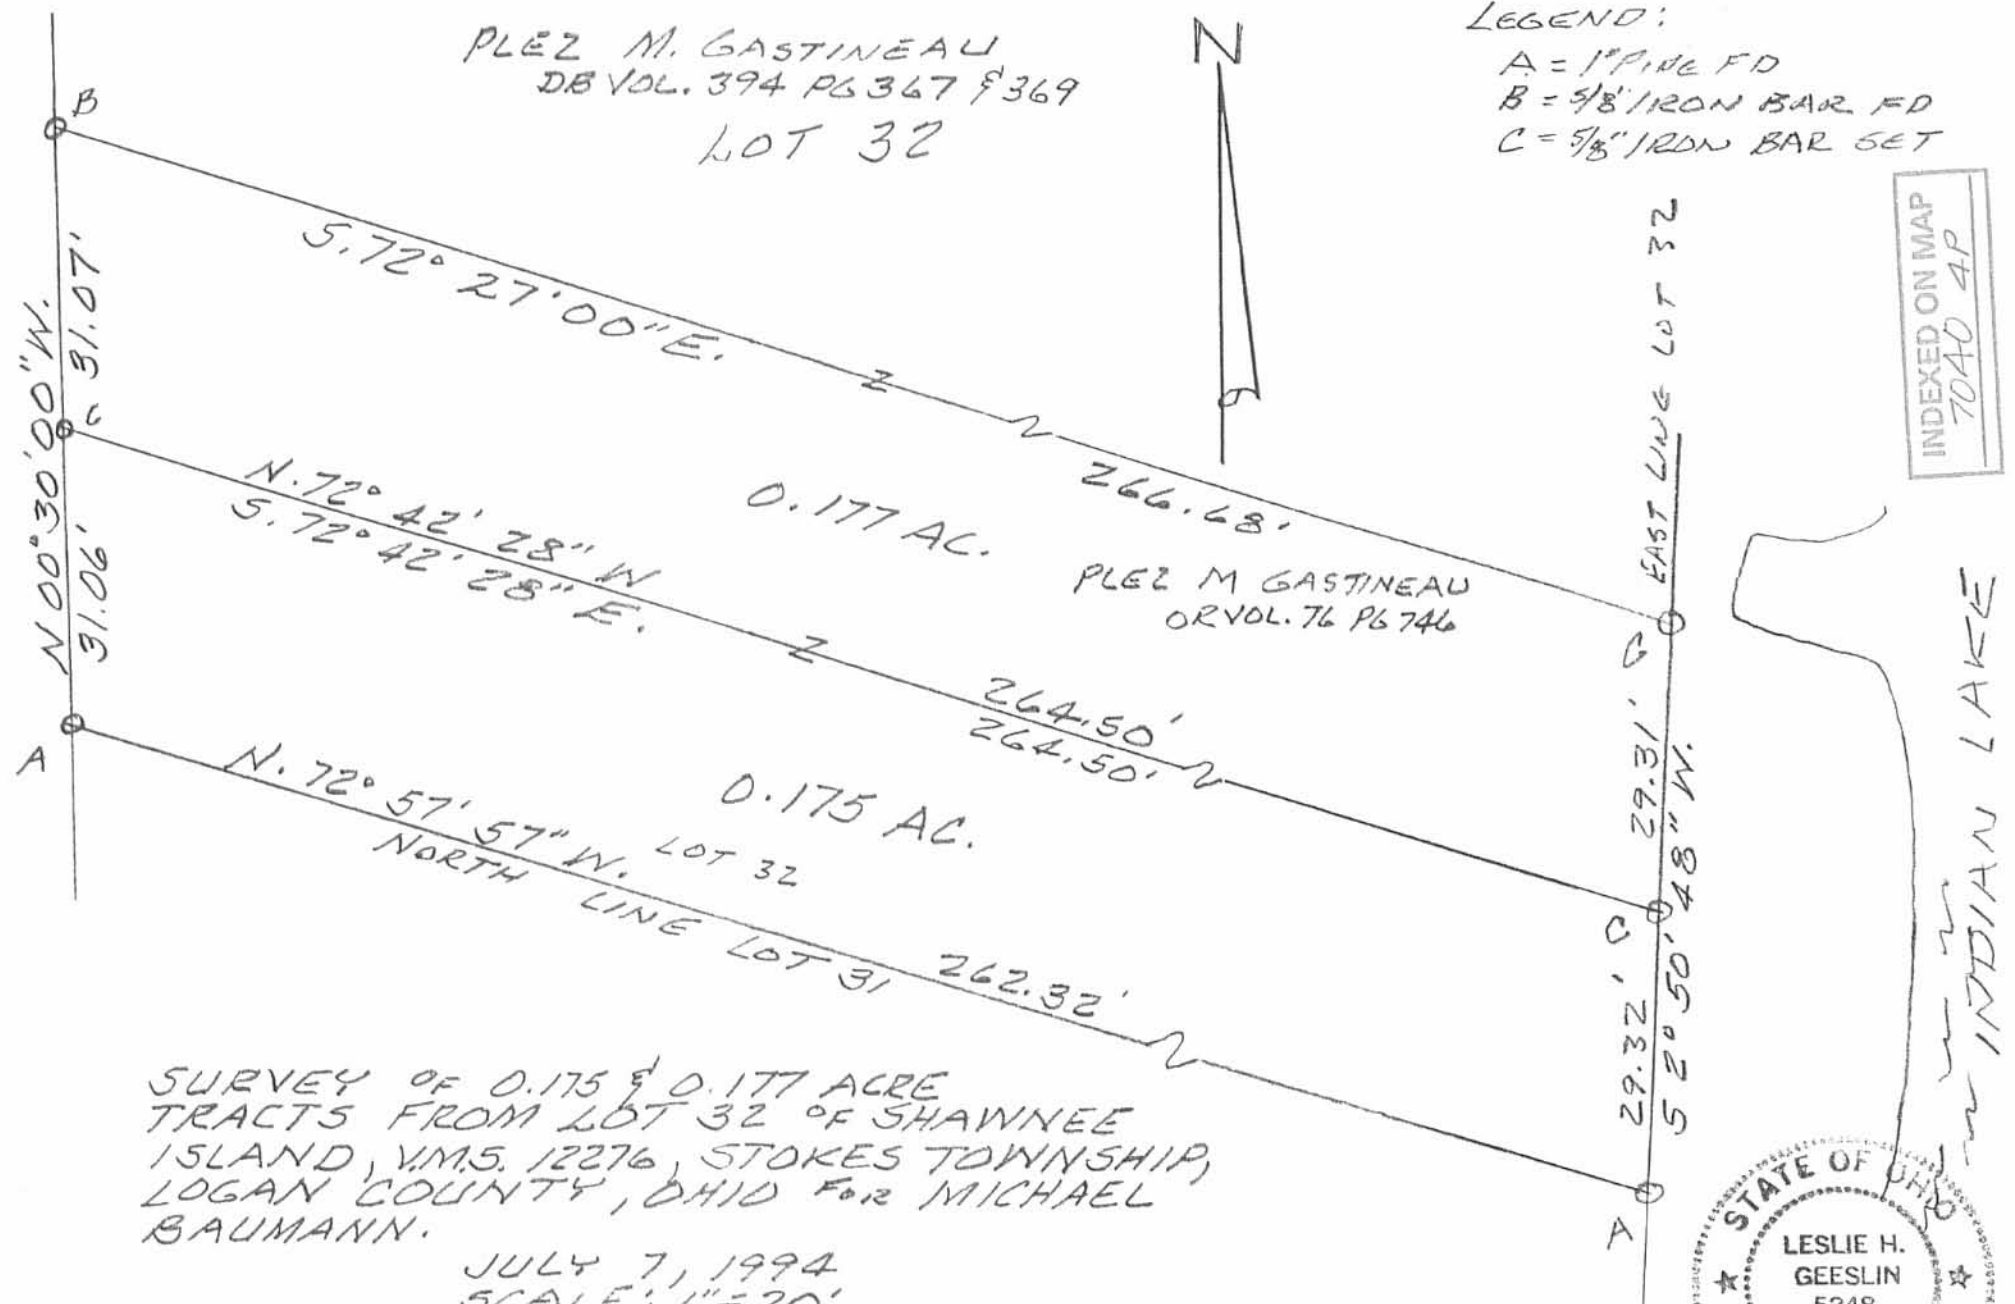 PLEZ M. GASTINEAU
DB VOL. 394 PG 367 & 369
LOT 32
N
LEGEND:
A = 1" PIPE FD
B = 5/8" IRON BAR FD
C = 5/8" IRON BAR SET
INDEXED ON MAP
7040 4P
B
S. 72° 27' 00" E.
266.68'
N 00° 30' 00" W.
31.07'
C
31.06'
N. 72° 42' 28" W
S. 72° 42' 28" E.
0.177 AC.
PLEZ M GASTINEAU
OR VOL. 76 PG 746
EAST LINE LOT 32
C
264.50'
264.50'
29.31'
S 2° 50' 48" W.
INDIAN LAKE
A
N. 72° 57' 57" W.
LOT 32
0.175 AC.
NORTH LINE LOT 31
262.32'
C
29.32'
A
SURVEY OF 0.175 & 0.177 ACRE
TRACTS FROM LOT 32 OF SHAWNEE
ISLAND, V.M.S. 12276, STOKES TOWNSHIP,
LOGAN COUNTY, OHIO FOR MICHAEL
BAUMANN.
JULY 7, 1994
SCALE: 1" = 20'
STATE OF OHIO
LESLIE H.
GEESLIN
5248